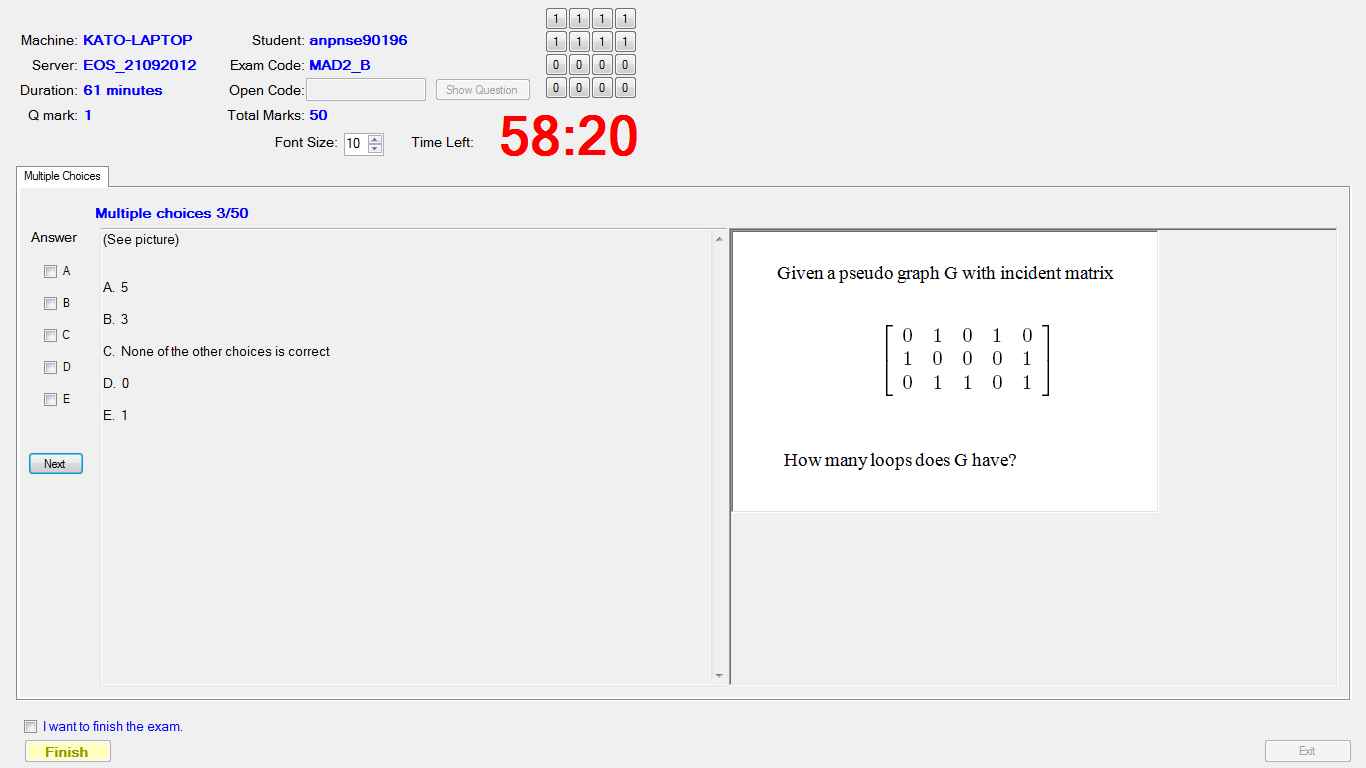 Machine: KATO-LAPTOP Student: anpnse90196
Server: EOS_21092012 Exam Code: MAD2_B
Duration: 61 minutes Open Code: Show Question
Q mark: 1 Total Marks: 50
Font Size: 10 Time Left: 58:20
1 1 1 1
1 1 1 1
0 0 0 0
0 0 0 0
Multiple Choices
Multiple choices 3/50
Answer
A
B
C
D
E
Next
(See picture)
A. 5
B. 3
C. None of the other choices is correct
D. 0
E. 1
Given a pseudo graph G with incident matrix
0 1 0 1 0
1 0 0 0 1
0 1 1 0 1
How many loops does G have?
I want to finish the exam.
Finish
Exit